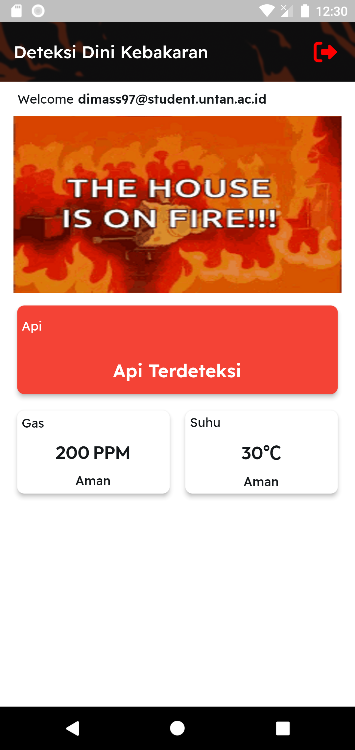 12:30
Deteksi Dini Kebakaran
Welcome dimass97@student.untan.ac.id
THE HOUSE
IS ON FIRE!!!
Api
Api Terdeteksi
Gas
200 PPM
Aman
Suhu
30°C
Aman